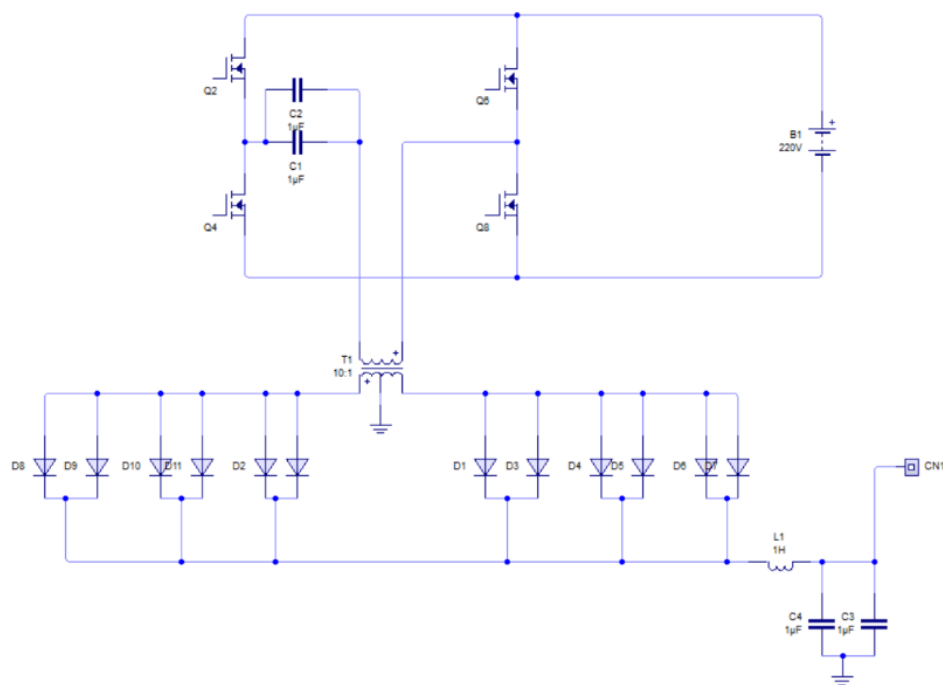 Q2
C2
1µF
Q6
B1
220V
C1
1µF
Q4
Q8
T1
10:1
D8
D9
D10
D11
D2
D1
D3
D4
D5
D6
D7
CN1
L1
1H
C4
1µF
C3
1µF